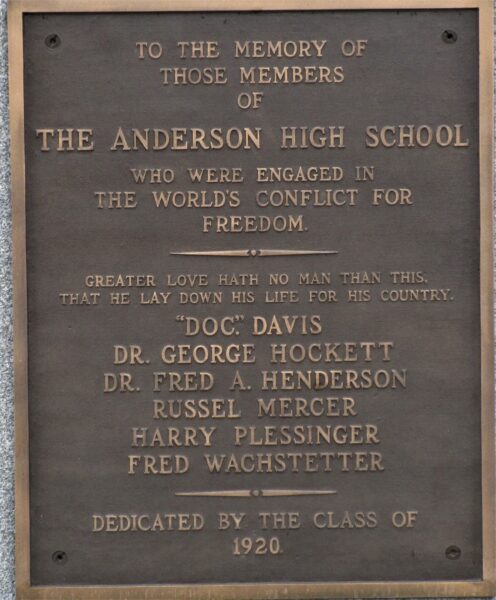 TO THE MEMORY OF
THOSE MEMBERS
OF
THE ANDERSON HIGH SCHOOL
WHO WERE ENGAGED IN
THE WORLD'S CONFLICT FOR
FREEDOM.
GREATER LOVE HATH NO MAN THAN THIS,
THAT HE LAY DOWN HIS LIFE FOR HIS COUNTRY.
"DOC." DAVIS
DR. GEORGE HOCKETT
DR. FRED A. HENDERSON
RUSSEL MERCER
HARRY PLESSINGER
FRED WACHSTETTER
DEDICATED BY THE CLASS OF
1920.